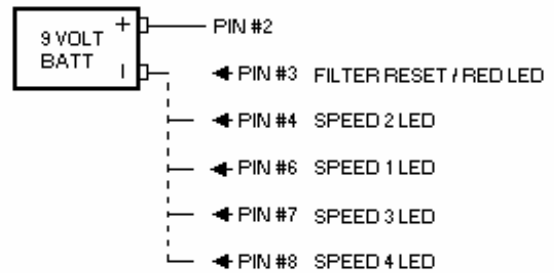 9 VOLT
BATT
+
PIN #2
PIN #3 FILTER RESET / RED LED
PIN #4 SPEED 2 LED
PIN #6 SPEED 1 LED
PIN #7 SPEED 3 LED
PIN #8 SPEED 4 LED